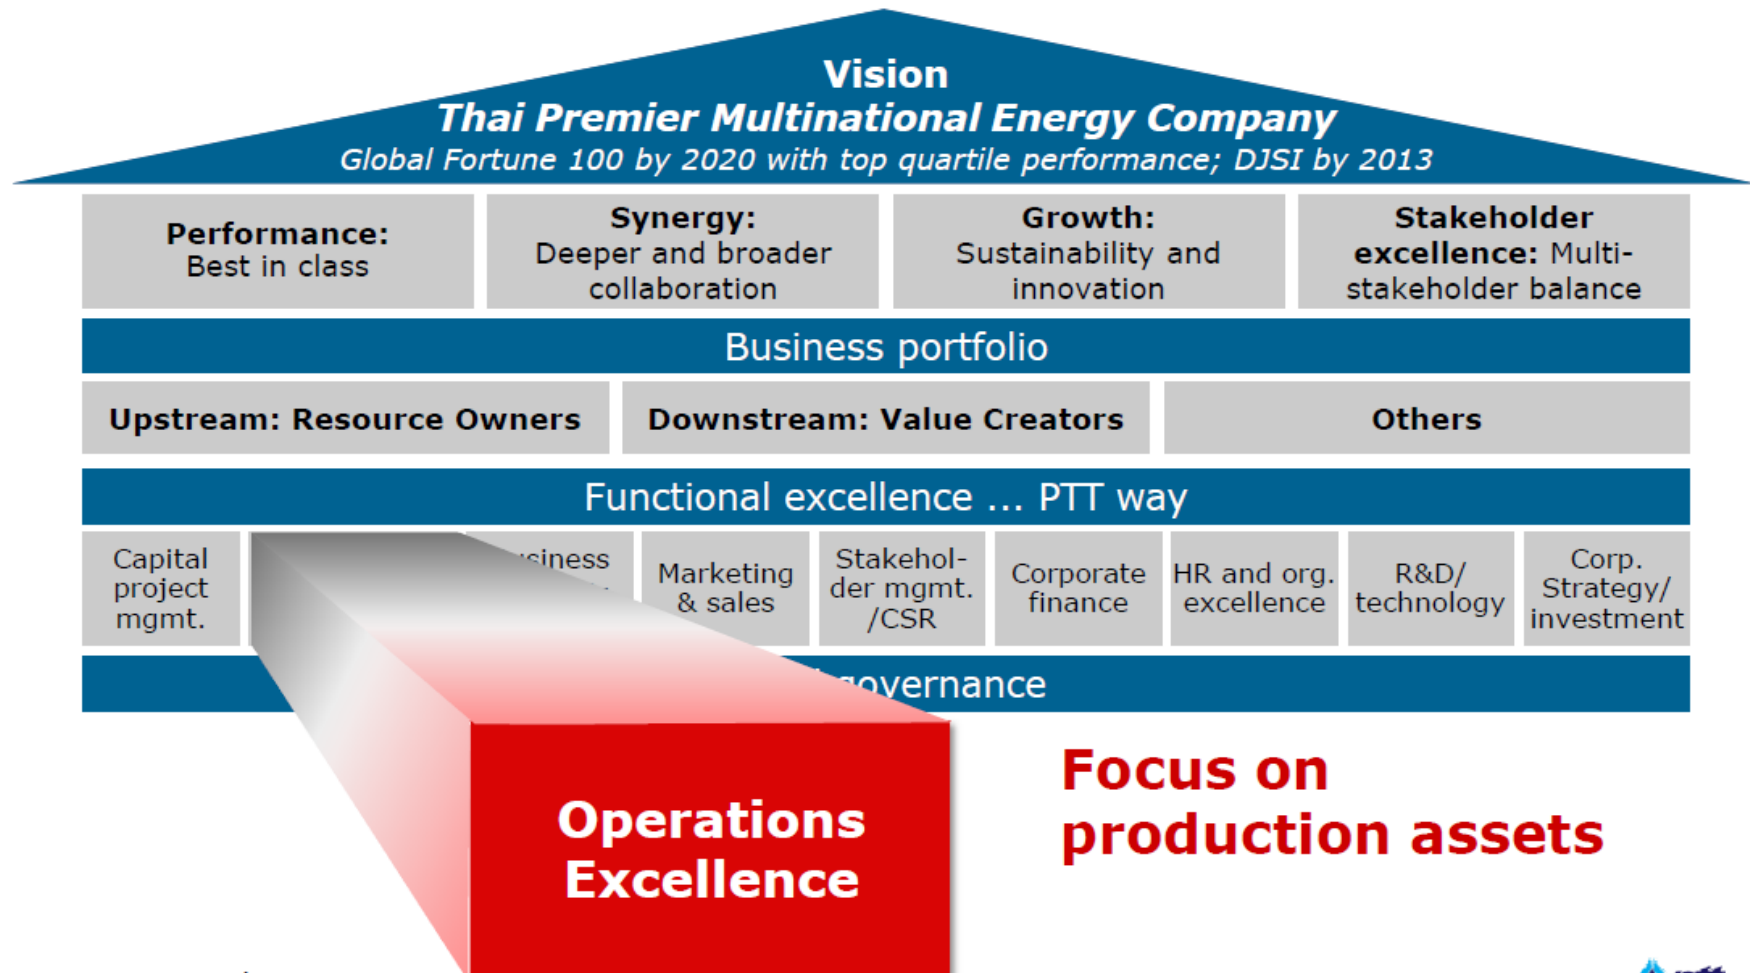 Vision
Thai Premier Multinational Energy Company
Global Fortune 100 by 2020 with top quartile performance; DJSI by 2013
Performance:
Best in class
Synergy:
Deeper and broader
collaboration
Growth:
Sustainability and
innovation
Stakeholder
excellence: Multi-
stakeholder balance
Business portfolio
Upstream: Resource Owners
Downstream: Value Creators
Others
Functional excellence ... PTT way
Capital
project
mgmt.
Marketing
& sales
Stakehol-
der mgmt.
/CSR
Corporate
finance
HR and org.
excellence
R&D/
technology
Corp.
Strategy/
investment
governance
Operations
Excellence
Focus on
production assets